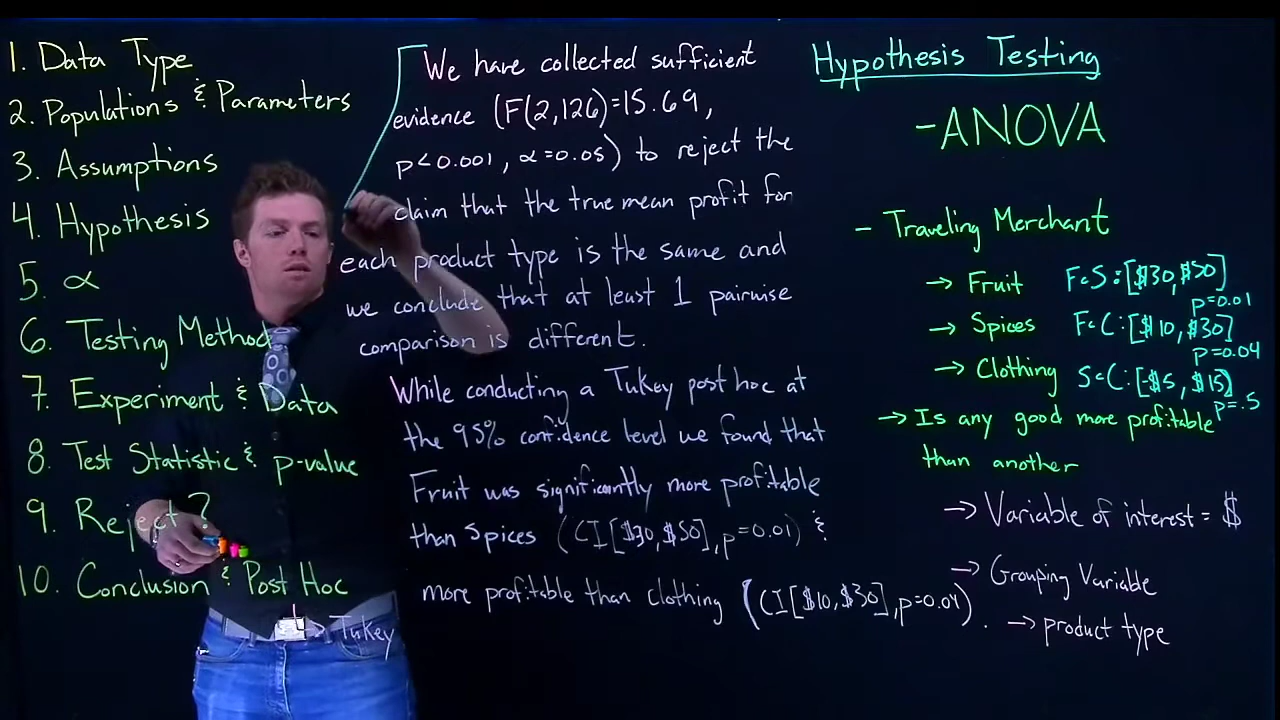 1. Data Type
2. Populations & Parameters
3. Assumptions
4. Hypothesis
5. α
6. Testing Method
7. Experiment & Data
8. Test Statistic & p-value
9. Reject?
10. Conclusion & Post Hoc
→ Tukey
We have collected sufficient
evidence (F(2,126)=15.69,
p<0.001, α=0.05) to reject the
claim that the true mean profit for
each product type is the same and
we conclude that at least 1 pairwise
comparison is different.
While conducting a Tukey post hoc at
the 95% confidence level we found that
Fruit was significantly more profitable
than Spices (CI[$30,$50], p=0.01) &
more profitable than clothing (CI[$10,$30], p=0.04).
Hypothesis Testing
- ANOVA
- Traveling Merchant
→ Fruit F&S:[$30,$50]
p=0.01
→ Spices F&C:[$10,$30]
p=0.04
→ Clothing S&C:[-$5,$15]
p=.5
→ Is any good more profitable
than another
→ Variable of interest = $
→ Grouping Variable
→ product type